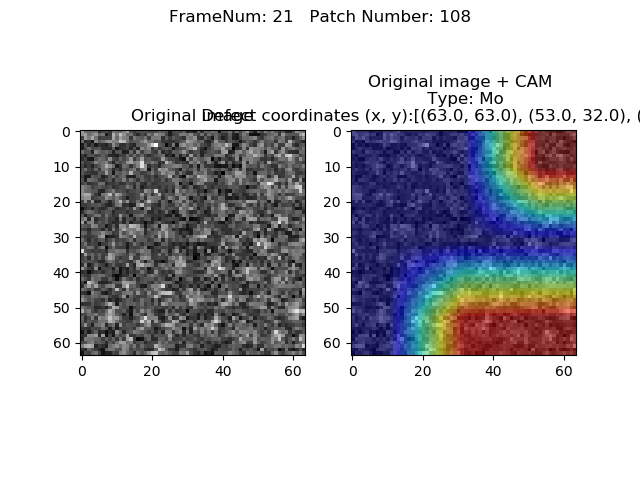 FrameNum: 21   Patch Number: 108
Original image
Original image + CAM
Type: Mo
Defect coordinates (x, y):[(63.0, 63.0), (53.0, 32.0), (
0
10
20
30
40
50
60
0 20 40 60
0
10
20
30
40
50
60
0 20 40 60